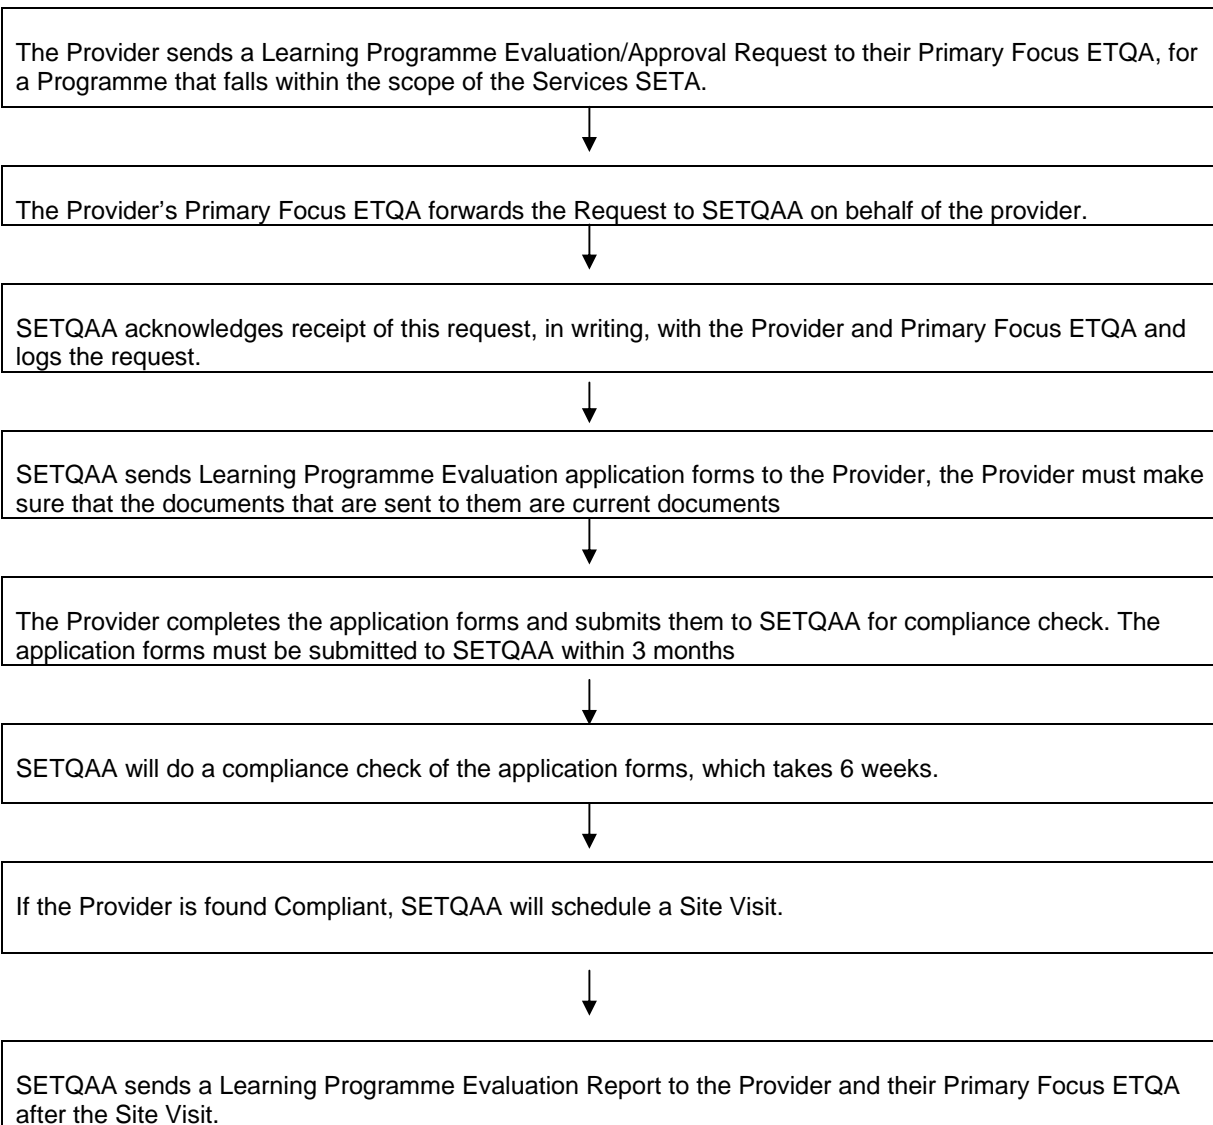 The Provider sends a Learning Programme Evaluation/Approval Request to their Primary Focus ETQA, for
a Programme that falls within the scope of the Services SETA.
The Provider's Primary Focus ETQA forwards the Request to SETQAA on behalf of the provider.
SETQAA acknowledges receipt of this request, in writing, with the Provider and Primary Focus ETQA and
logs the request.
SETQAA sends Learning Programme Evaluation application forms to the Provider, the Provider must make
sure that the documents that are sent to them are current documents
The Provider completes the application forms and submits them to SETQAA for compliance check. The
application forms must be submitted to SETQAA within 3 months
SETQAA will do a compliance check of the application forms, which takes 6 weeks.
If the Provider is found Compliant, SETQAA will schedule a Site Visit.
SETQAA sends a Learning Programme Evaluation Report to the Provider and their Primary Focus ETQA
after the Site Visit.